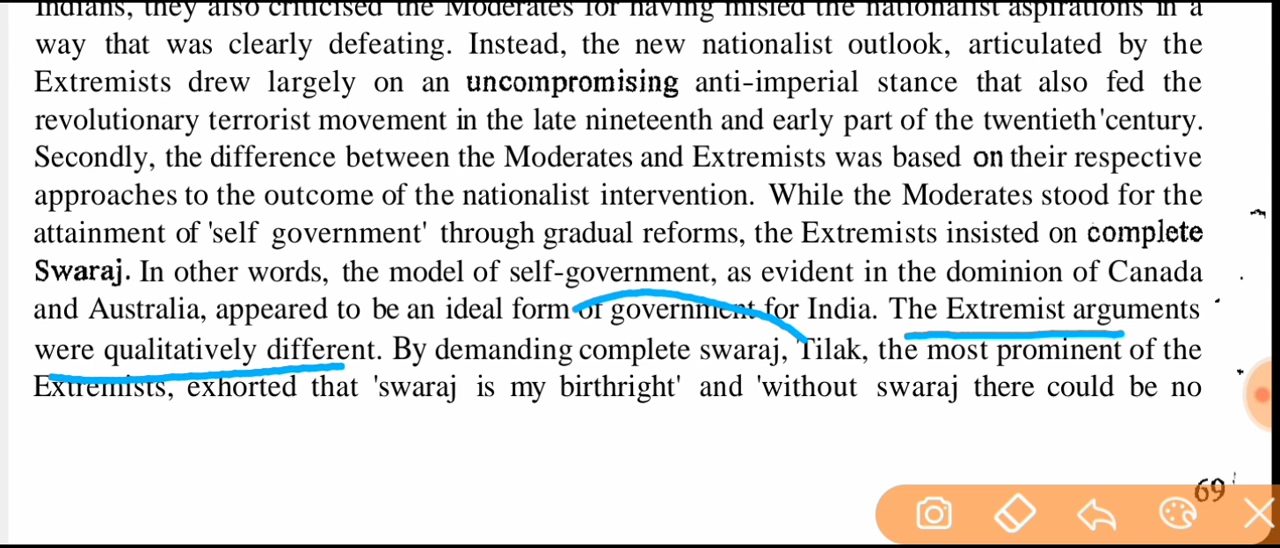 Indians, they also criticised the Moderates for having misled the nationalist aspirations in a
way that was clearly defeating. Instead, the new nationalist outlook, articulated by the
Extremists drew largely on an uncompromising anti-imperial stance that also fed the
revolutionary terrorist movement in the late nineteenth and early part of the twentieth'century.
Secondly, the difference between the Moderates and Extremists was based on their respective
approaches to the outcome of the nationalist intervention. While the Moderates stood for the
attainment of 'self government' through gradual reforms, the Extremists insisted on complete
Swaraj. In other words, the model of self-government, as evident in the dominion of Canada
and Australia, appeared to be an ideal form of government for India. The Extremist arguments
were qualitatively different. By demanding complete swaraj, Tilak, the most prominent of the
Extremists, exhorted that 'swaraj is my birthright' and 'without swaraj there could be no
69